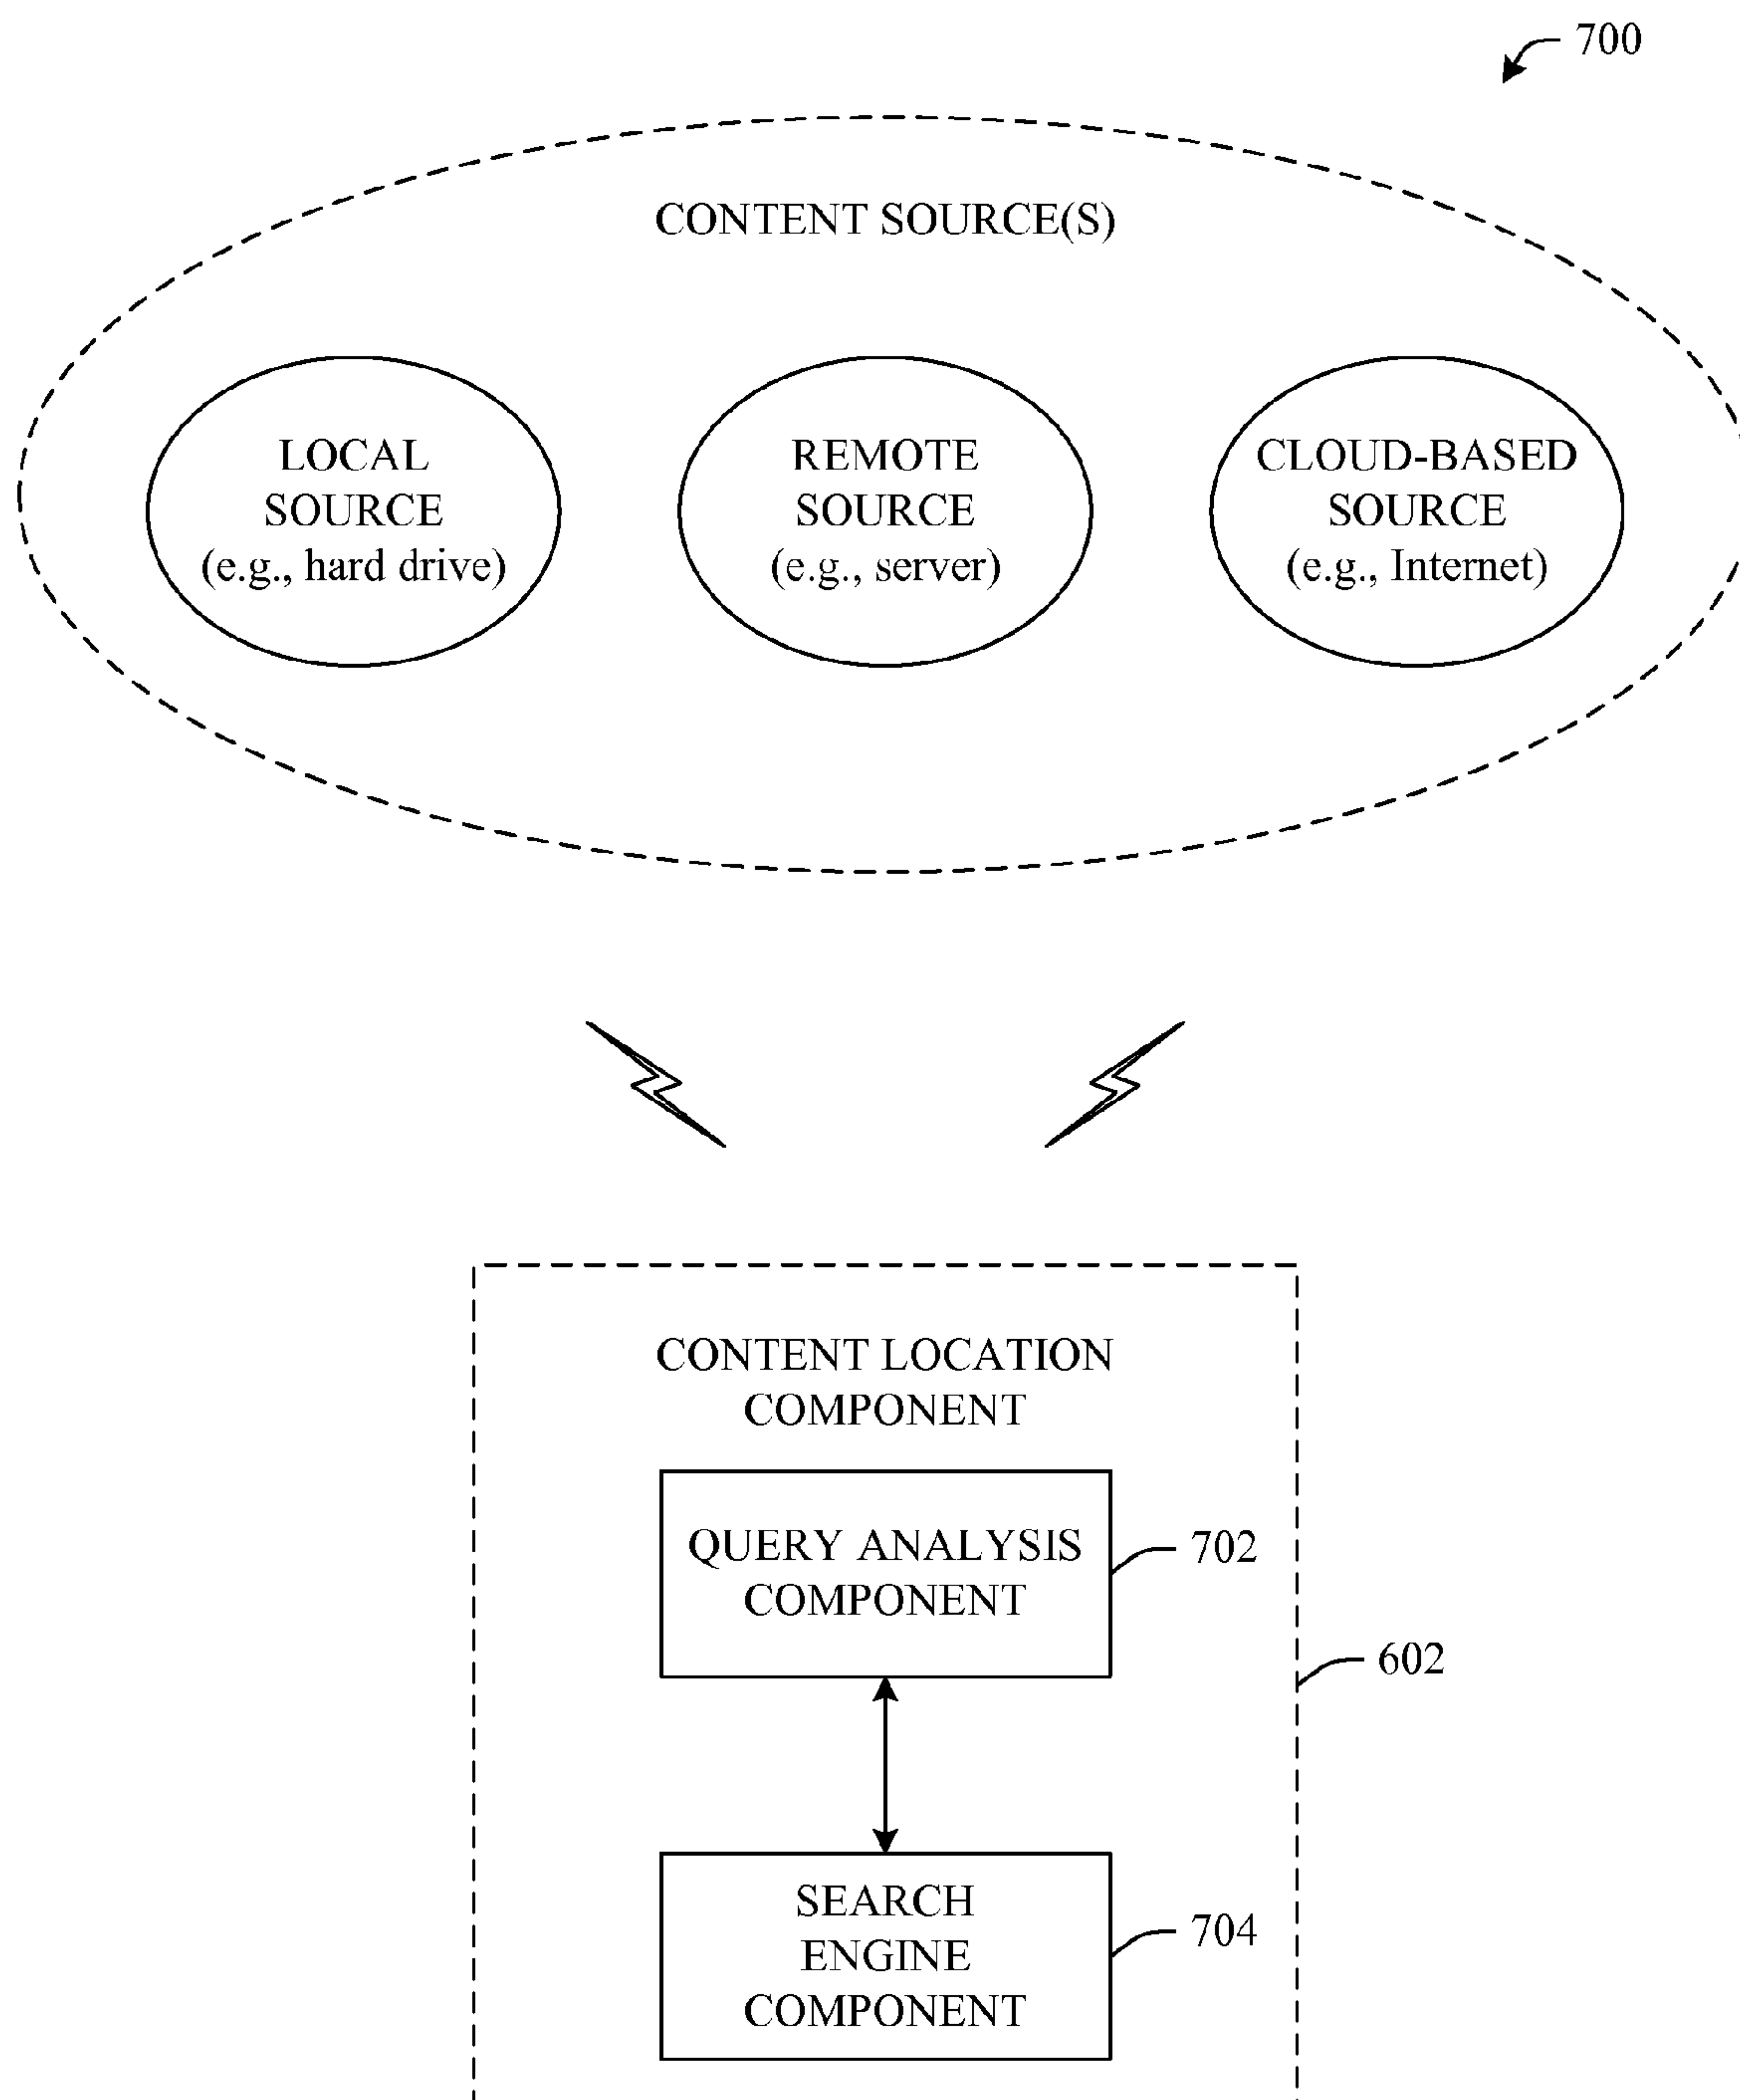 700
CONTENT SOURCE(S)
LOCAL
SOURCE
(e.g., hard drive)
REMOTE
SOURCE
(e.g., server)
CLOUD-BASED
SOURCE
(e.g., Internet)
CONTENT LOCATION
COMPONENT
QUERY ANALYSIS
COMPONENT
702
602
SEARCH
ENGINE
COMPONENT
704